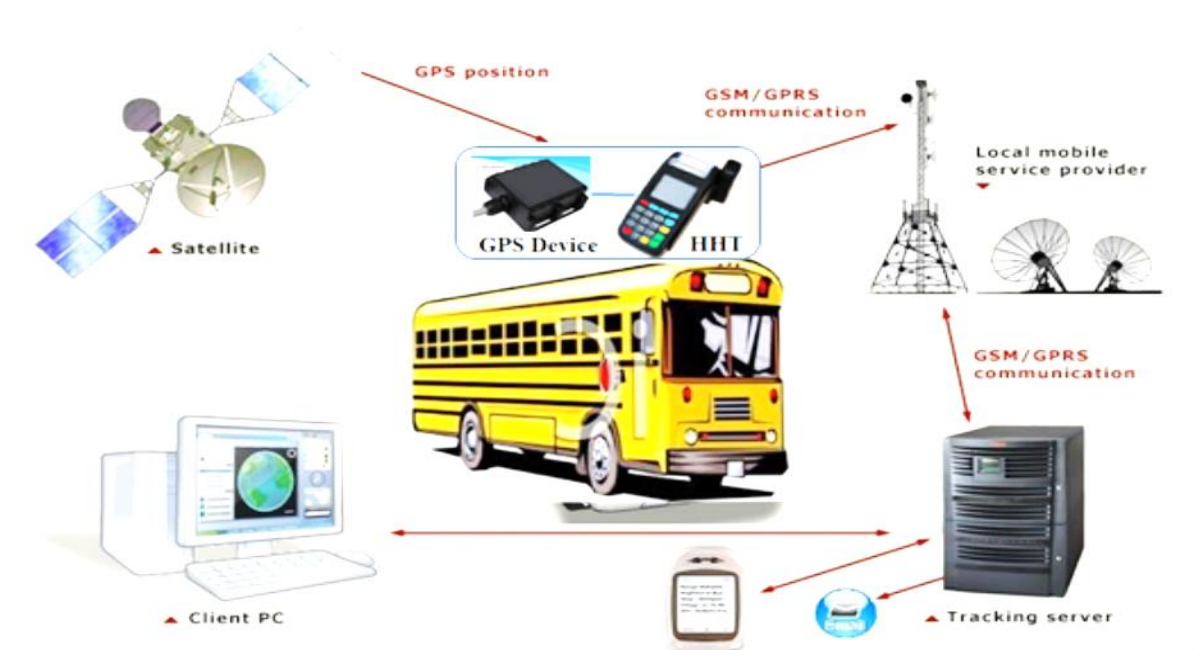 GPS position
GSM/GPRS
communication
Local mobile
service provider
GPS Device
HHT
Satellite
GSM/GPRS
communication
Client PC
Tracking server